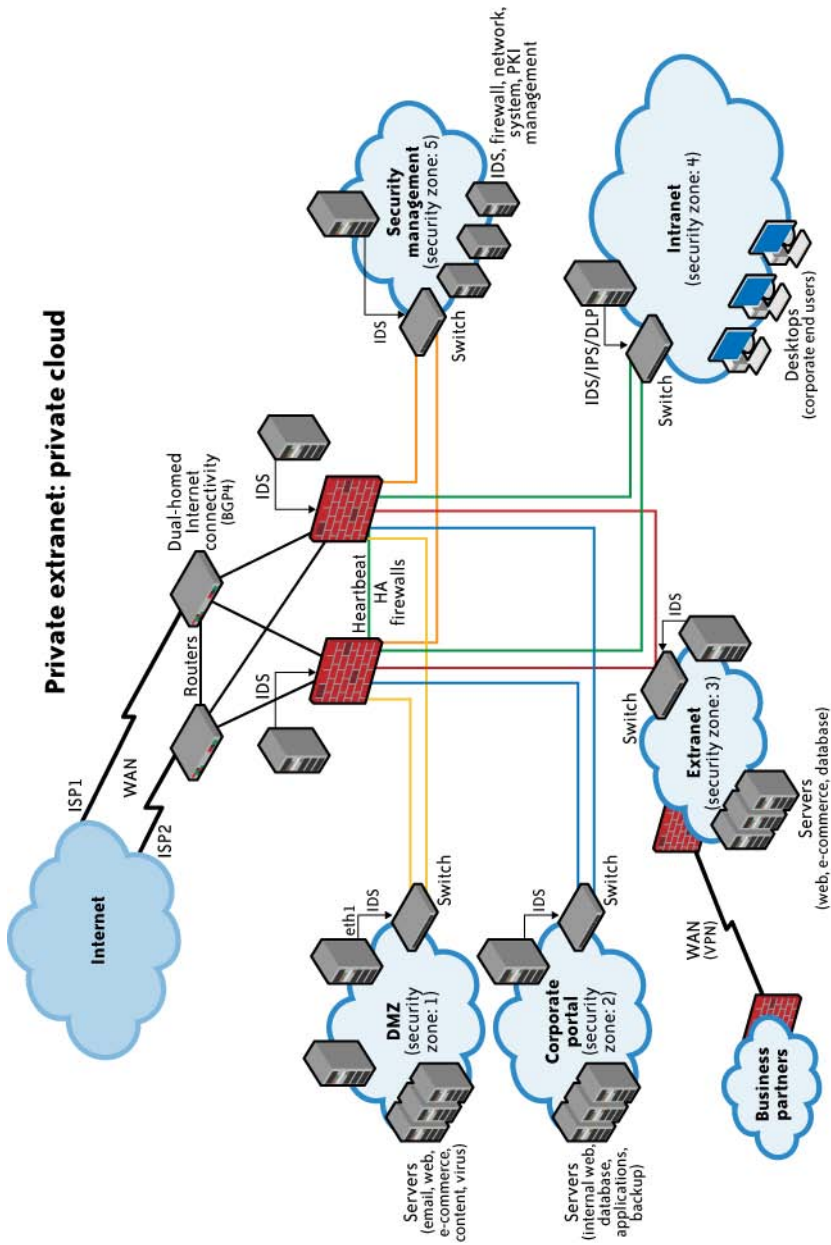 Private extranet: private cloud
Internet
ISP1
WAN
ISP2
Routers
Dual-homed
Internet
connectivity
(BGP4)
IDS
IDS
Heartbeat
HA
firewalls
eth1
IDS
Switch
DMZ
(security
zone: 1)
Servers
(email, web,
e-commerce,
content, virus)
IDS
Switch
Corporate
portal
(security
zone: 2)
Servers
(internal web,
database,
applications,
backup)
IDS
Switch
Security
management
(security zone: 5)
IDS, firewall, network,
system, PKI
management
IDS/IPS/DLP
Switch
Intranet
(security zone: 4)
Desktops
(corporate end users)
Switch
IDS
Extranet
(security zone: 3)
Servers
(web, e-commerce, database)
WAN
(VPN)
Business
partners